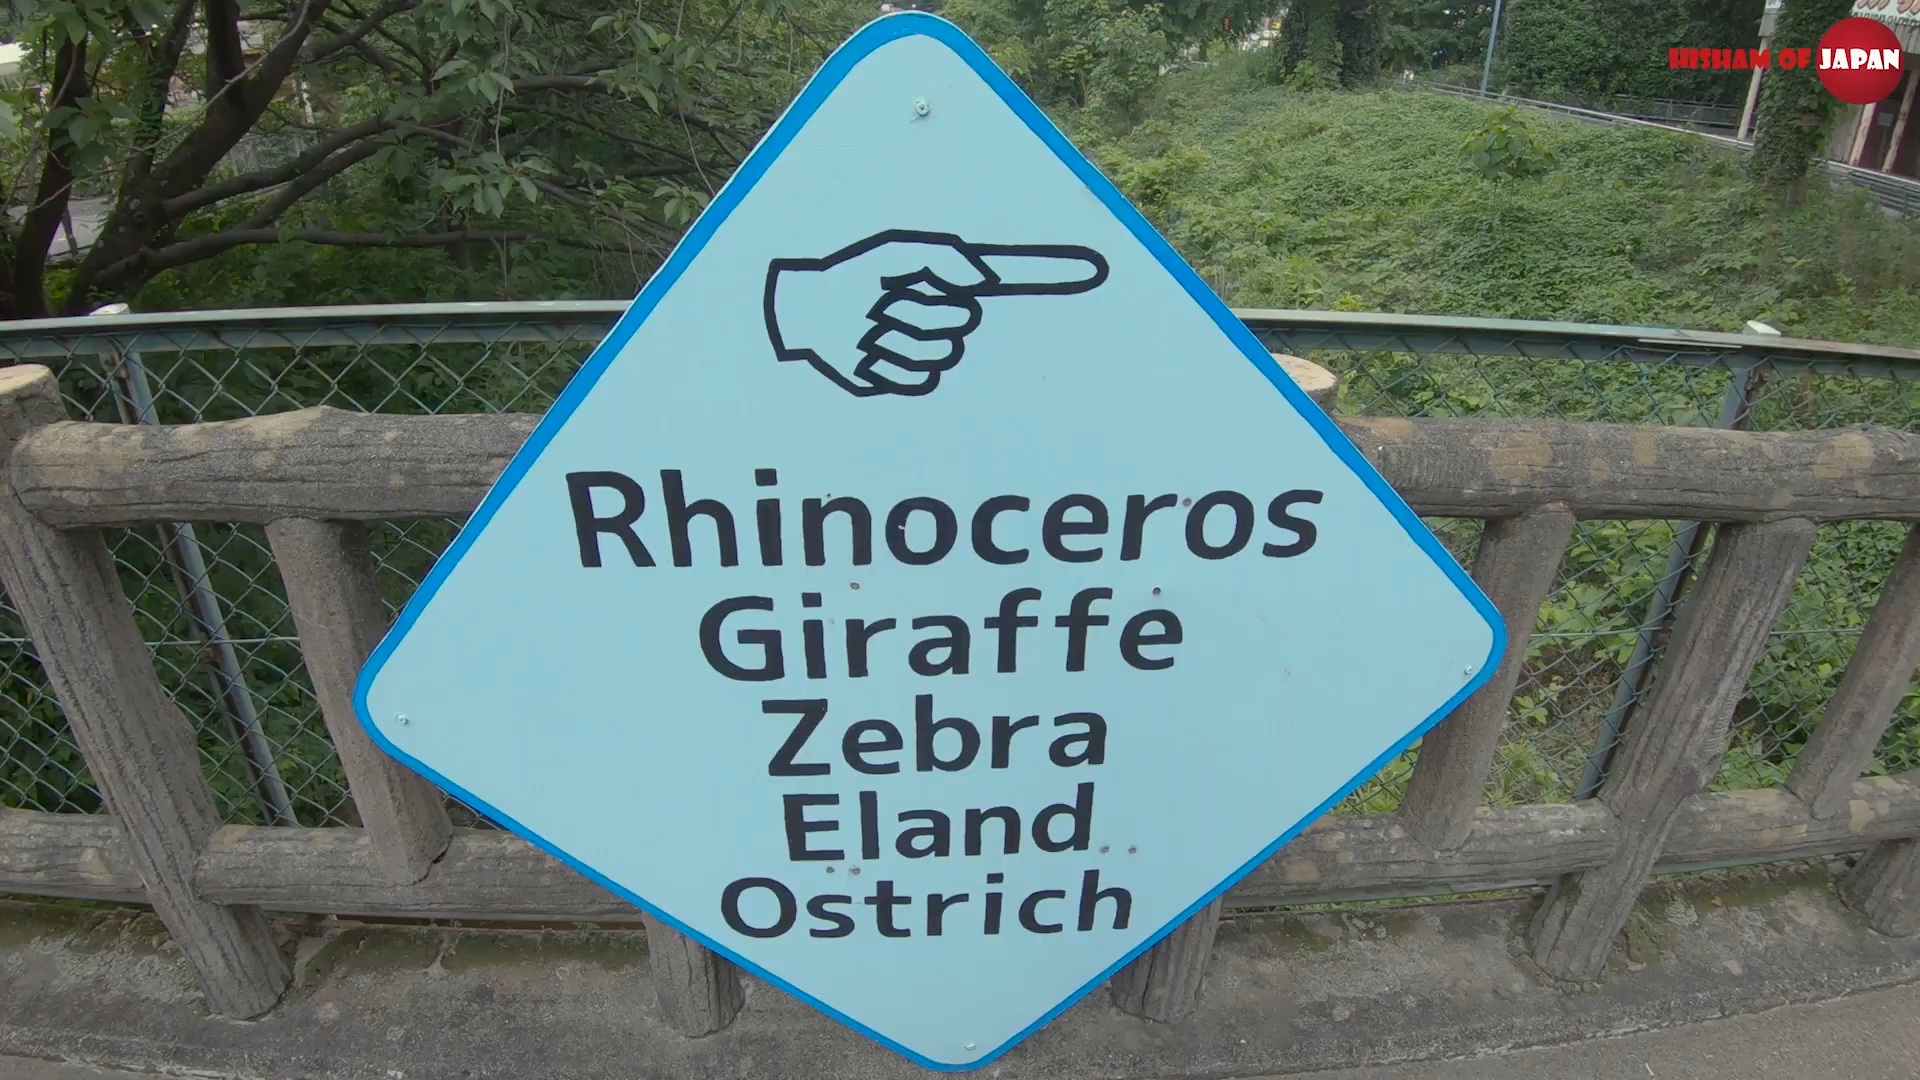 HISHAM OF JAPAN
Rhinoceros
Giraffe
Zebra
Eland
Ostrich